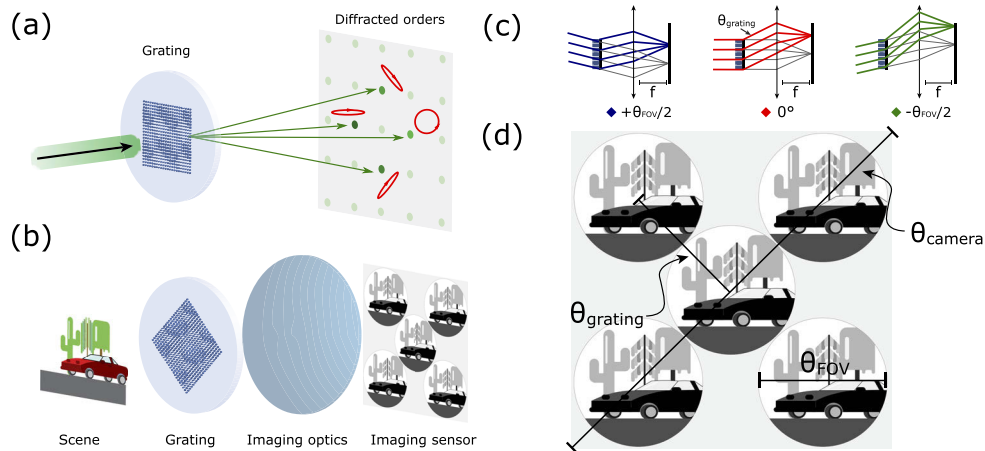 (a)
Grating
Diffracted orders
(b)
Scene
Grating
Imaging optics
Imaging sensor
(c)
θgrating
f
f
f
+θFOV/2
0°
-θFOV/2
(d)
θcamera
θgrating
θFOV